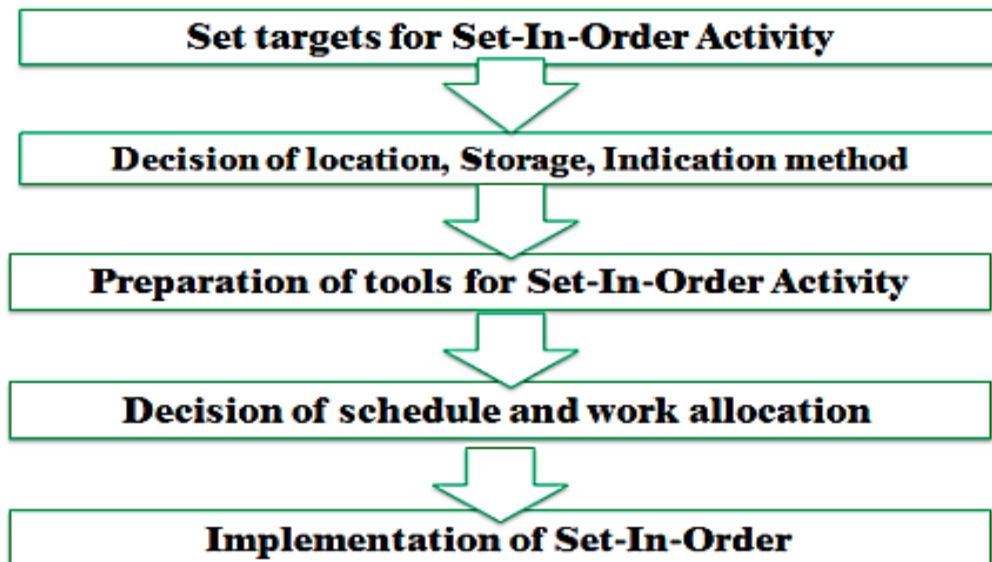 Set targets for Set-In-Order Activity
Decision of location, Storage, Indication method
Preparation of tools for Set-In-Order Activity
Decision of schedule and work allocation
Implementation of Set-In-Order